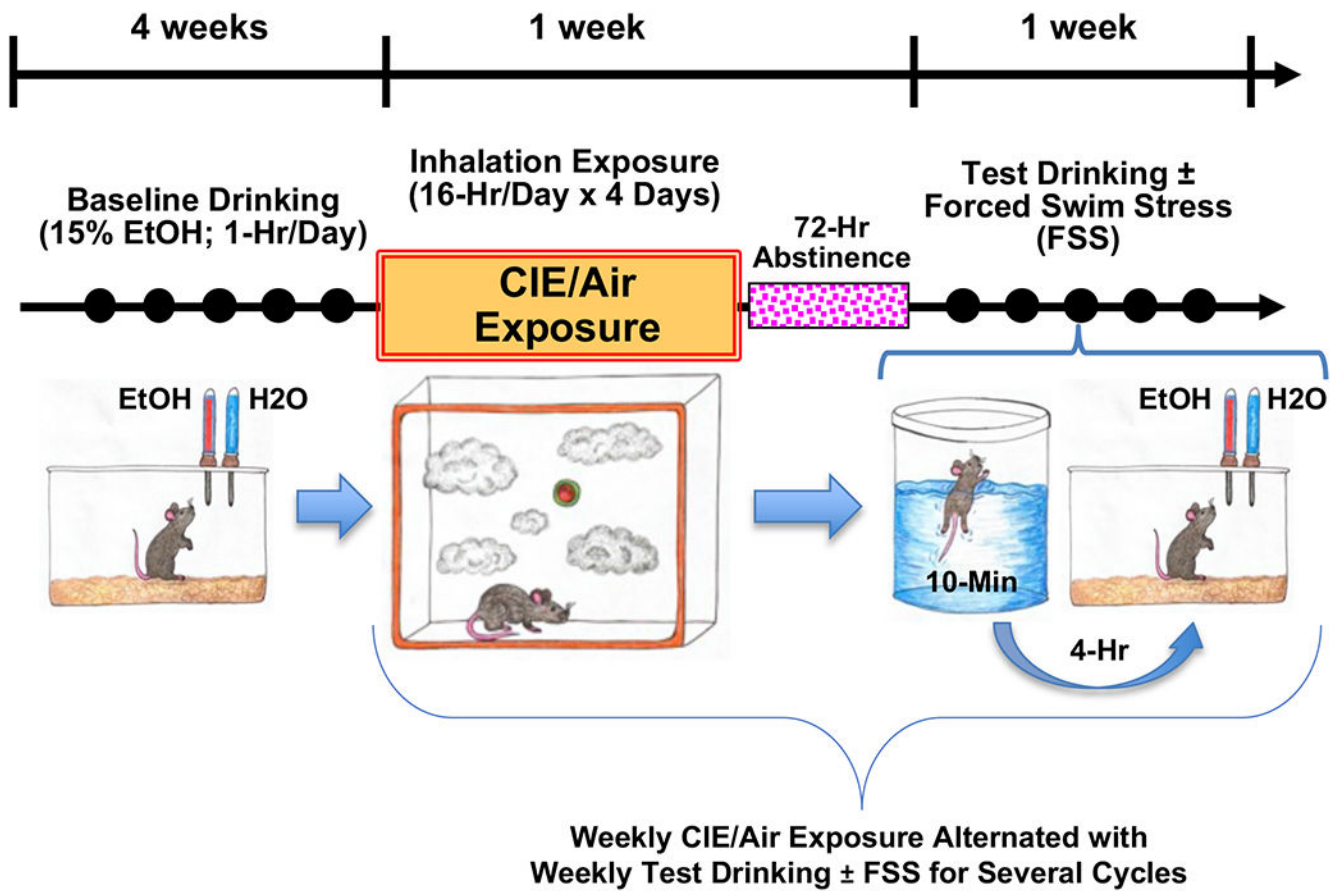 4 weeks
1 week
1 week
Baseline Drinking
(15% EtOH; 1-Hr/Day)
Inhalation Exposure
(16-Hr/Day x 4 Days)
72-Hr
Abstinence
Test Drinking ±
Forced Swim Stress
(FSS)
CIE/Air
Exposure
EtOH H2O
EtOH H2O
10-Min
4-Hr
Weekly CIE/Air Exposure Alternated with
Weekly Test Drinking ± FSS for Several Cycles